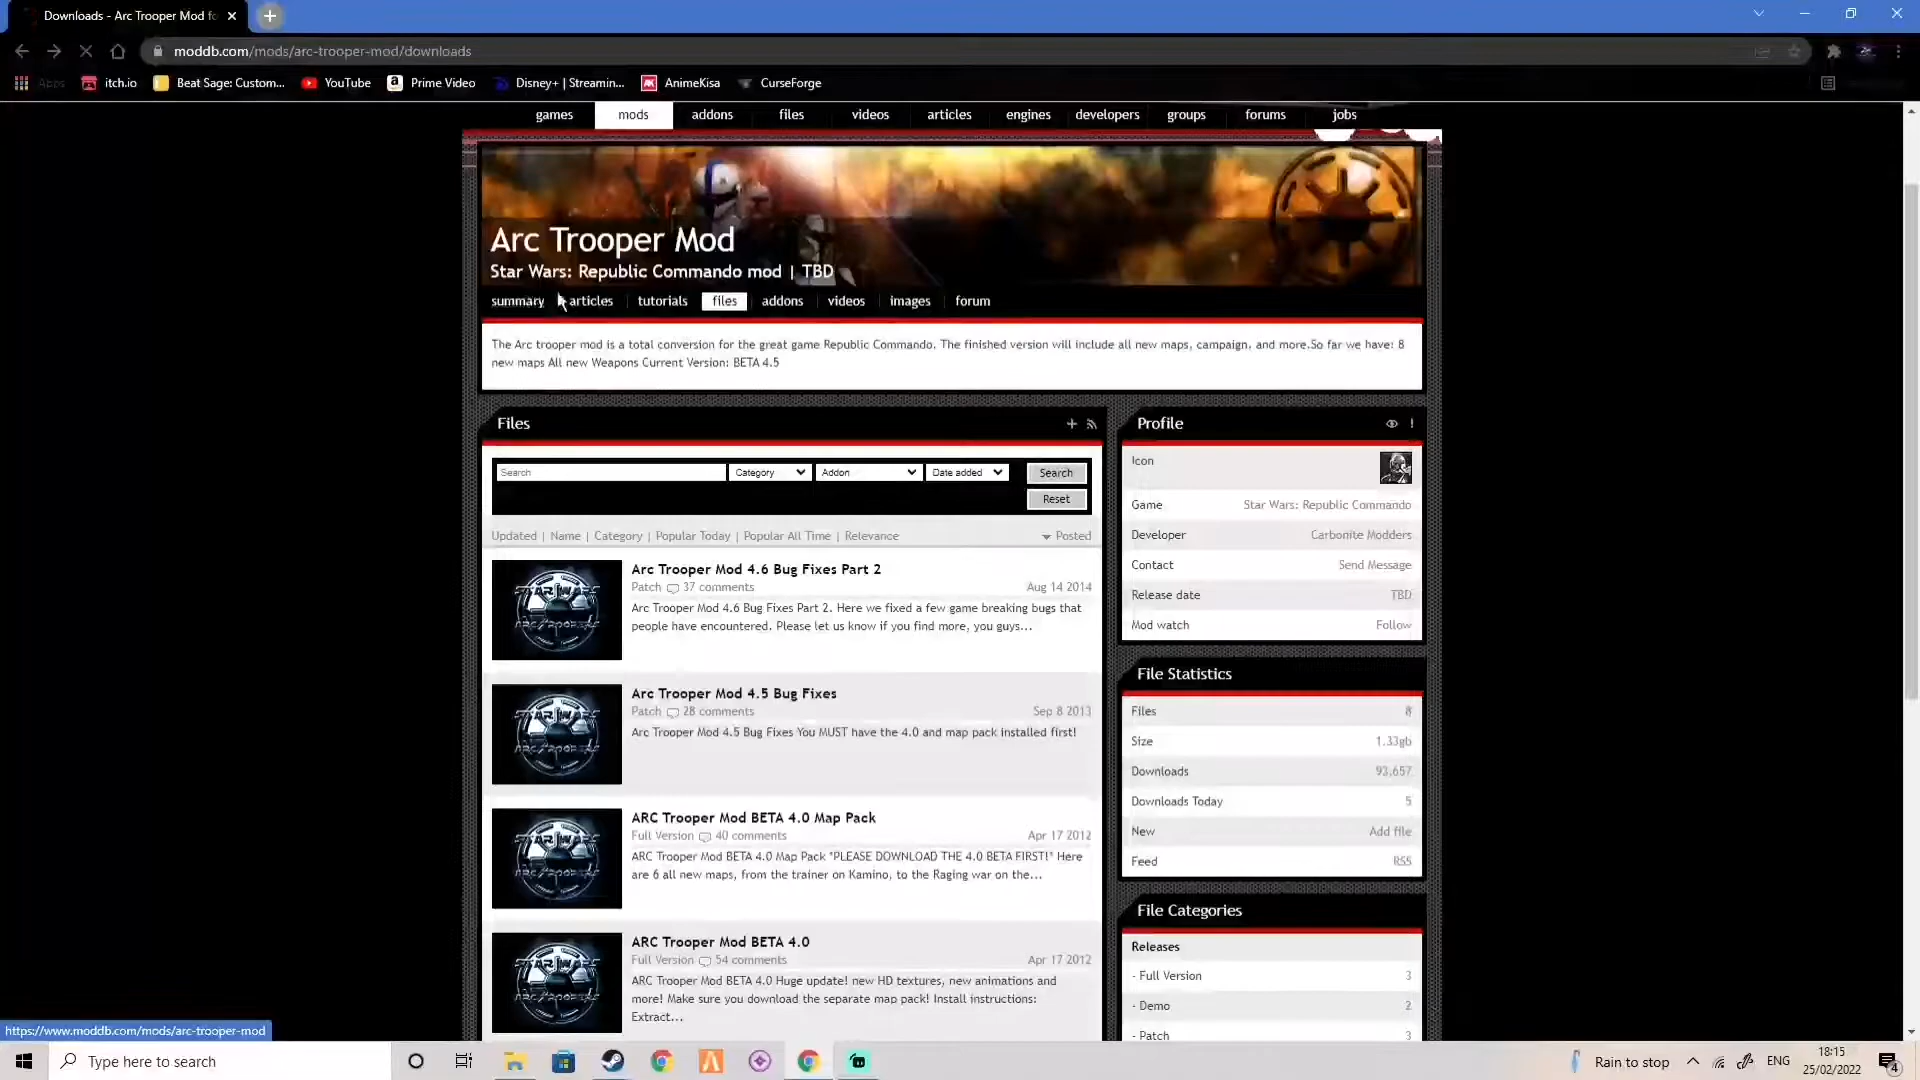 Downloads - Arc Trooper Mod fo
moddb.com/mods/arc-trooper-mod/downloads
Apps itch.io Beat Sage: Custom... YouTube Prime Video Disney+ | Streamin... AnimeKisa CurseForge
games mods addons files videos articles engines developers groups forums jobs
Arc Trooper Mod
Star Wars: Republic Commando mod | TBD
summary articles tutorials files addons videos images forum
The Arc trooper mod is a total conversion for the great game Republic Commando. The finished version will include all new maps, campaign, and more.So far we have: 8
new maps All new Weapons Current Version: BETA 4.5
Files
Search Category Addon Date added Search
Reset
Updated | Name | Category | Popular Today | Popular All Time | Relevance Posted
Arc Trooper Mod 4.6 Bug Fixes Part 2
Patch 37 comments Aug 14 2014
Arc Trooper Mod 4.6 Bug Fixes Part 2. Here we fixed a few game breaking bugs that
people have encountered. Please let us know if you find more, you guys...
Arc Trooper Mod 4.5 Bug Fixes
Patch 28 comments Sep 8 2013
Arc Trooper Mod 4.5 Bug Fixes You MUST have the 4.0 and map pack installed first!
ARC Trooper Mod BETA 4.0 Map Pack
Full Version 40 comments Apr 17 2012
ARC Trooper Mod BETA 4.0 Map Pack *PLEASE DOWNLOAD THE 4.0 BETA FIRST!* Here
are 6 all new maps, from the trainer on Kamino, to the Raging war on the...
ARC Trooper Mod BETA 4.0
Full Version 54 comments Apr 17 2012
ARC Trooper Mod BETA 4.0 Huge update! new HD textures, new animations and
more! Make sure you download the separate map pack! Install instructions:
Extract...
Profile
Icon
Game Star Wars: Republic Commando
Developer Carbonite Modders
Contact Send Message
Release date TBD
Mod watch Follow
File Statistics
Files 8
Size 1.33gb
Downloads 93,657
Downloads Today 5
New Add file
Feed RSS
File Categories
Releases
- Full Version 3
- Demo 2
- Patch 3
https://www.moddb.com/mods/arc-trooper-mod
Type here to search
Rain to stop ENG 18:15
25/02/2022
4